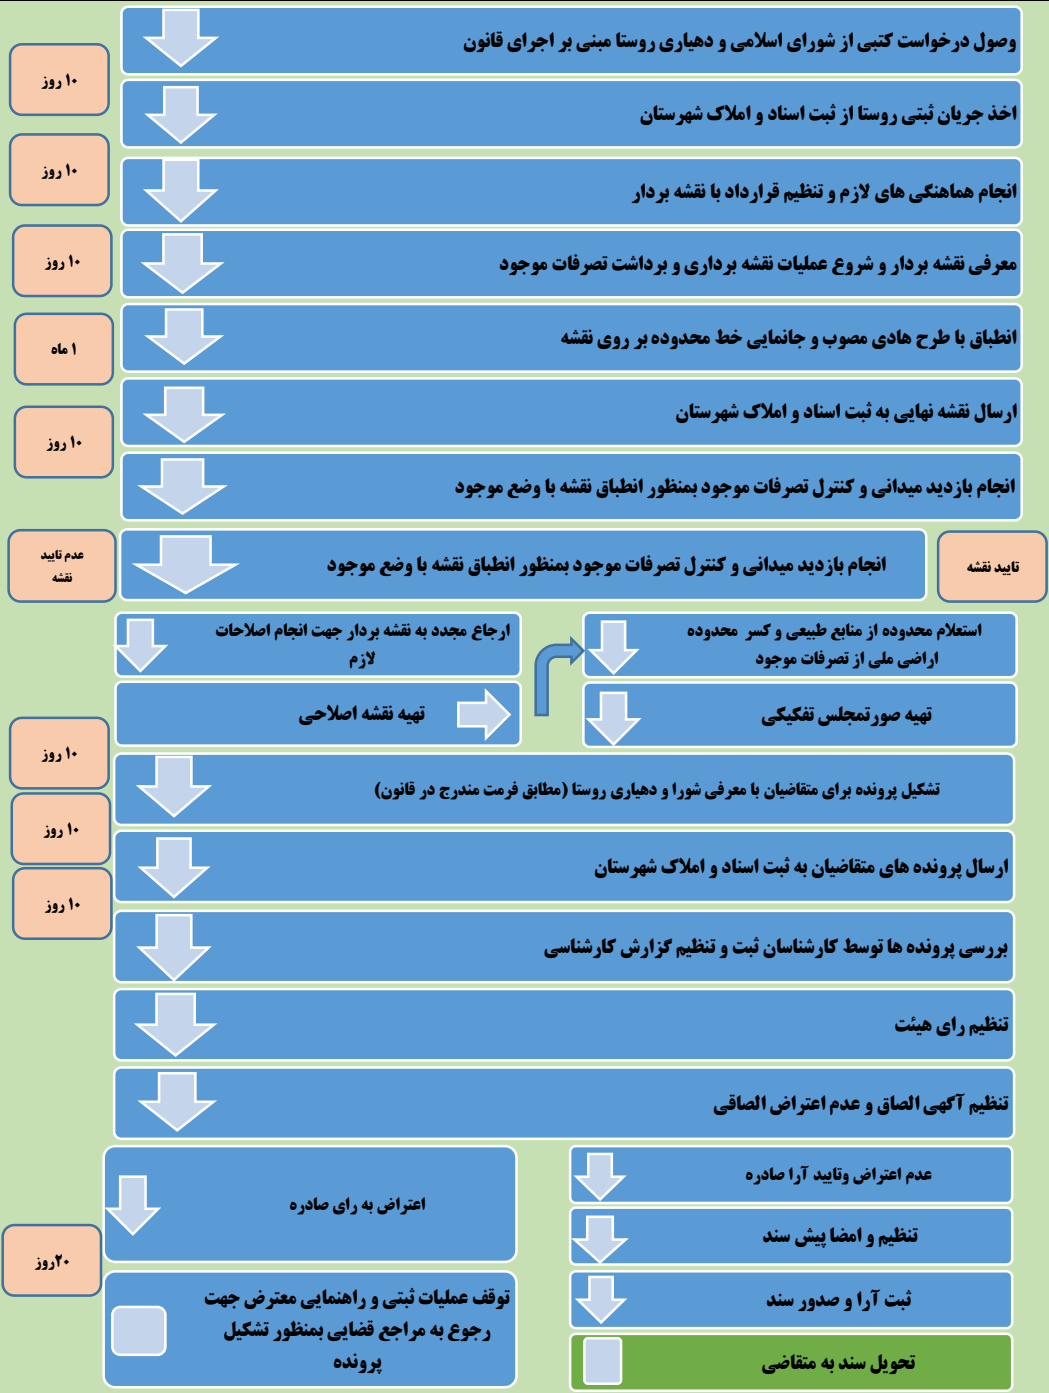 وصول درخواست کتبی از شورای اسلامی و دهیاری روستا مبنی بر اجرای قانون
۱۰ روز
اخذ جریان ثبتی روستا از ثبت اسناد و املاک شهرستان
۱۰ روز
انجام هماهنگی های لازم و تنظیم قرارداد با نقشه بردار
معرفی نقشه بردار و شروع عملیات نقشه برداری و برداشت تصرفات موجود
۱۰ روز
انطباق با طرح هادی مصوب و جانمایی خط محدوده بر روی نقشه
۱ ماه
ارسال نقشه نهایی به ثبت اسناد و املاک شهرستان
۱۰ روز
انجام بازدید میدانی و کنترل تصرفات موجود بمنظور انطباق نقشه با وضع موجود
تایید نقشه
انجام بازدید میدانی و کنترل تصرفات موجود بمنظور انطباق نقشه با وضع موجود
عدم تایید
نقشه
استعلام محدوده از منابع طبیعی و کسر محدوده
اراضی ملی از تصرفات موجود
ارجاع مجدد به نقشه بردار جهت انجام اصلاحات
لازم
تهیه صورتمجلس تفکیکی
تهیه نقشه اصلاحی
۱۰ روز
تشکیل پرونده برای متقاضیان با معرفی شورا و دهیاری روستا (مطابق فرمت مندرج در قانون)
۱۰ روز
ارسال پرونده های متقاضیان به ثبت اسناد و املاک شهرستان
۱۰ روز
بررسی پرونده ها توسط کارشناسان ثبت و تنظیم گزارش کارشناسی
تنظیم رای هیئت
تنظیم آگهی الصاق و عدم اعتراض الصاقی
عدم اعتراض وتایید آرا صادره
اعتراض به رای صادره
تنظیم و امضا پیش سند
۲۰روز
ثبت آرا و صدور سند
توقف عملیات ثبتی و راهنمایی معترض جهت
رجوع به مراجع قضایی بمنظور تشکیل
پرونده
تحویل سند به متقاضی